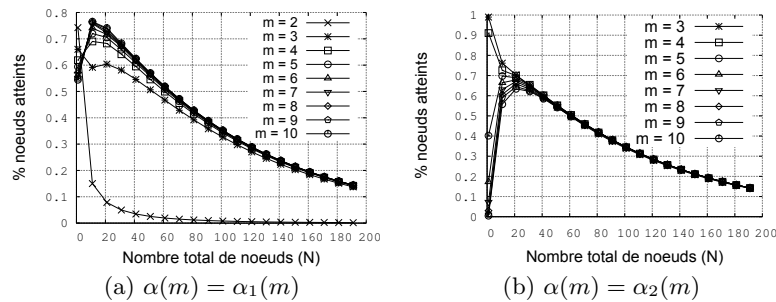 0.8
0.7
0.6
0.5
0.4
0.3
0.2
0.1
0
% noeuds atteints
m = 2
m = 3
m = 4
m = 5
m = 6
m = 7
m = 8
m = 9
m = 10
0 20 40 60 80 100 120 140 160 180 200
Nombre total de noeuds (N)
(a) α(m) = α₁(m)
1
0.9
0.8
0.7
0.6
0.5
0.4
0.3
0.2
0.1
0
% noeuds atteints
m = 3
m = 4
m = 5
m = 6
m = 7
m = 8
m = 9
m = 10
0 20 40 60 80 100 120 140 160 180 200
Nombre total de noeuds (N)
(b) α(m) = α₂(m)